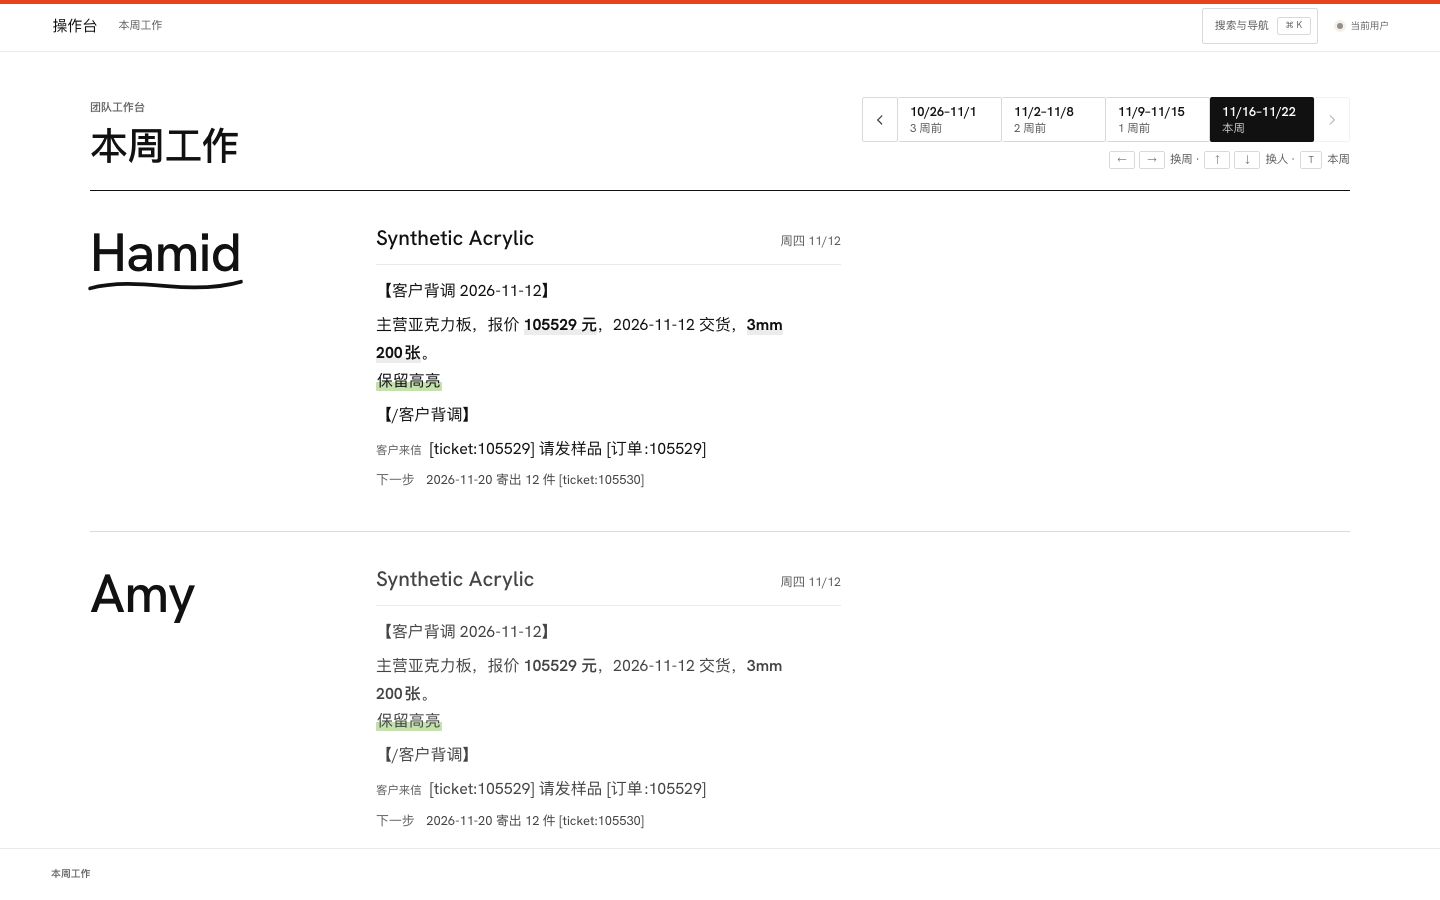 操作台 本周工作 搜索与导航 ⌘ K 当前用户
团队工作台
本周工作
10/26–11/1 11/2–11/8 11/9–11/15 11/16–11/22
3 周前 2 周前 1 周前 本周
← → 换周 · ↑ ↓ 换人 · T 本周
Hamid
Synthetic Acrylic 周四 11/12
【客户背调 2026-11-12】
主营亚克力板，报价 105529 元，2026-11-12 交货，3mm
200张。
保留高亮
【/客户背调】
客户来信 [ticket:105529] 请发样品 [订单:105529]
下一步 2026-11-20 寄出 12 件 [ticket:105530]
Amy
Synthetic Acrylic 周四 11/12
【客户背调 2026-11-12】
主营亚克力板，报价 105529 元，2026-11-12 交货，3mm
200张。
保留高亮
【/客户背调】
客户来信 [ticket:105529] 请发样品 [订单:105529]
下一步 2026-11-20 寄出 12 件 [ticket:105530]
本周工作